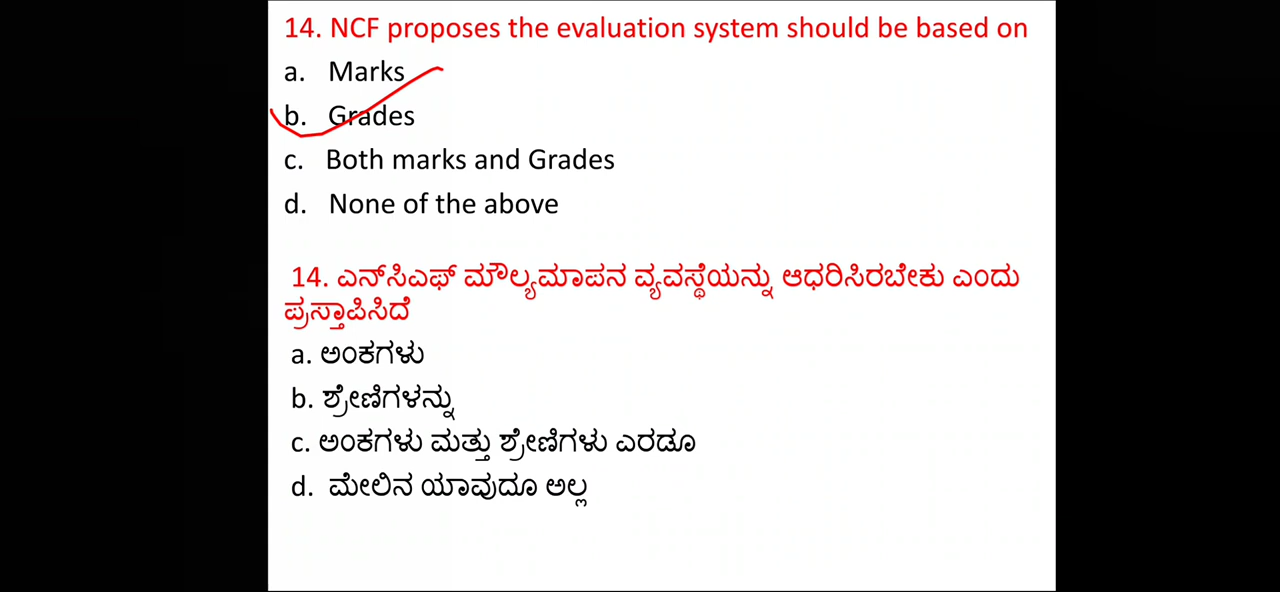 14. NCF proposes the evaluation system should be based on
a. Marks
b. Grades
c. Both marks and Grades
d. None of the above
14. ಎನ್‌ಸಿಎಫ್ ಮೌಲ್ಯಮಾಪನ ವ್ಯವಸ್ಥೆಯನ್ನು ಆಧರಿಸಿರಬೇಕು ಎಂದು
ಪ್ರಸ್ತಾಪಿಸಿದೆ
a. ಅಂಕಗಳು
b. ಶ್ರೇಣಿಗಳನ್ನು
c. ಅಂಕಗಳು ಮತ್ತು ಶ್ರೇಣಿಗಳು ಎರಡೂ
d. ಮೇಲಿನ ಯಾವುದೂ ಅಲ್ಲ